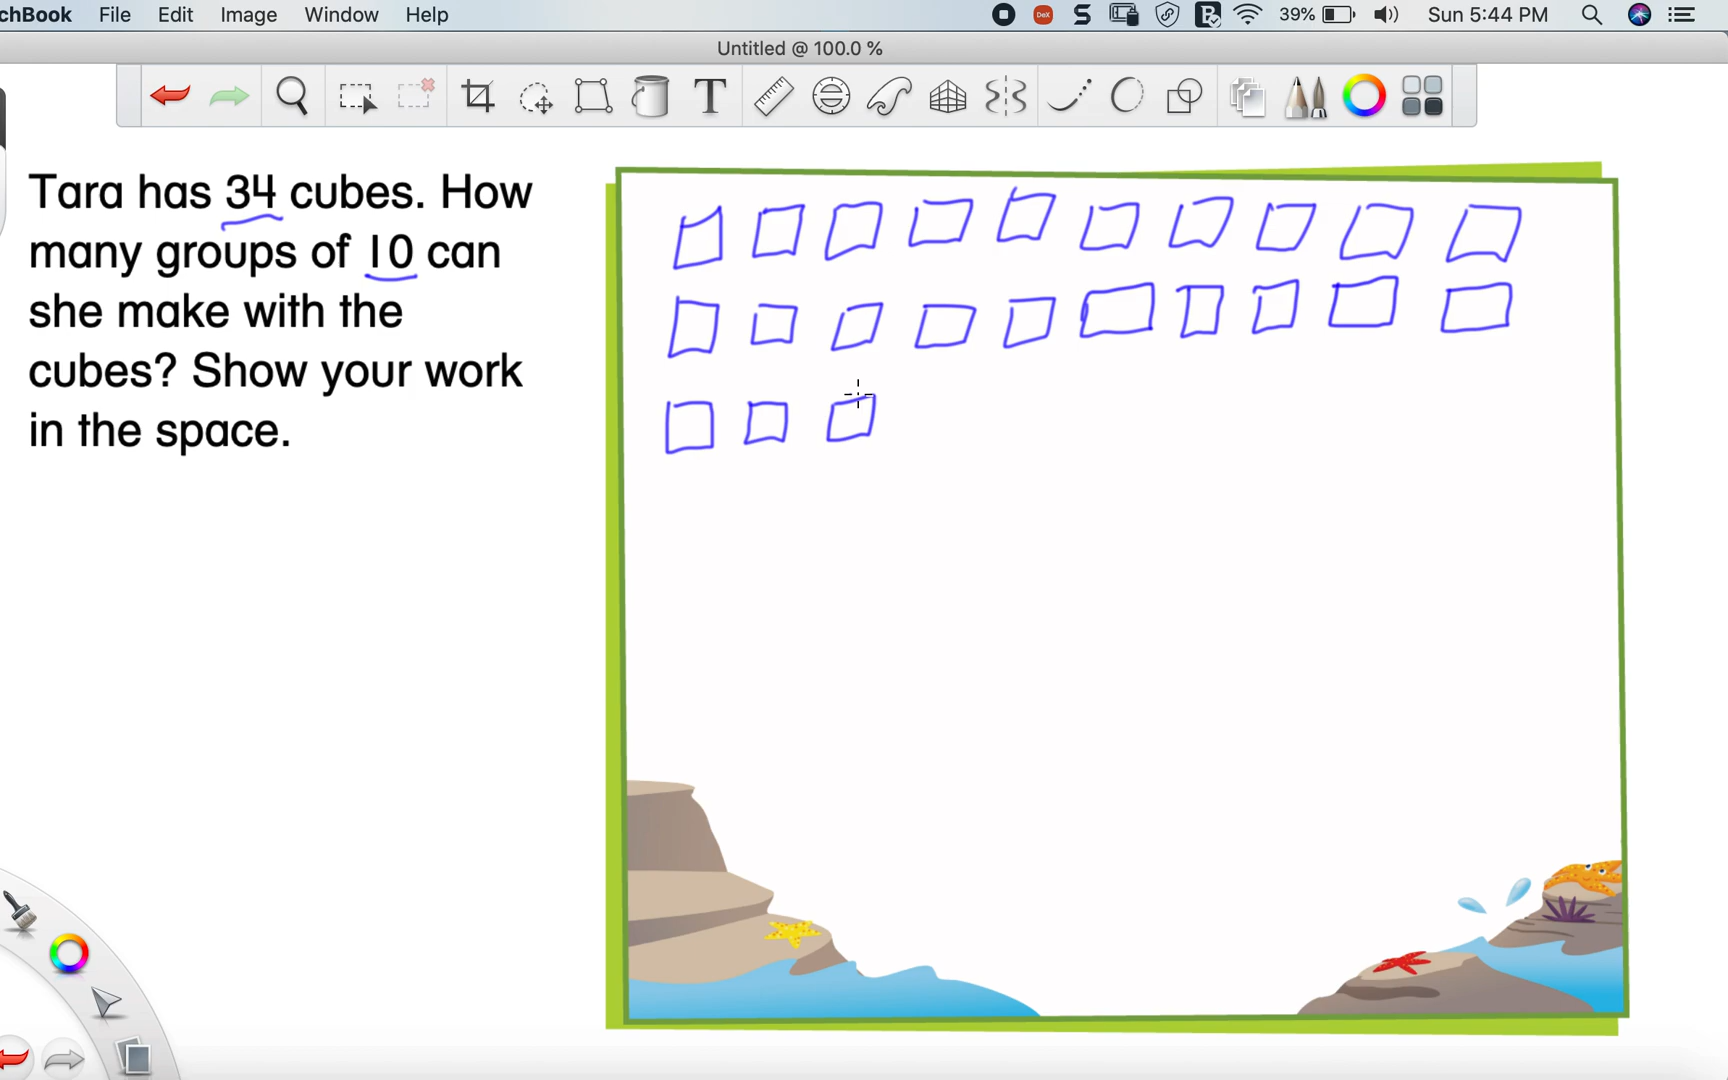 chBook File Edit Image Window Help
DeX S B 39% Sun 5:44 PM
Untitled @ 100.0 %
T
Tara has 34 cubes. How
many groups of 10 can
she make with the
cubes? Show your work
in the space.